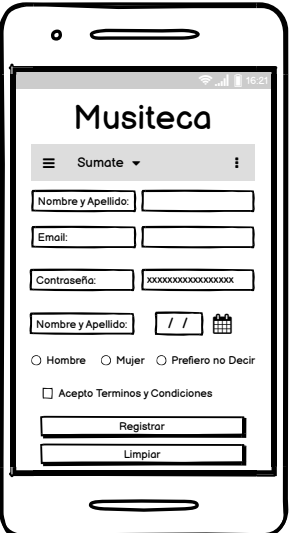 16:21
Musiteca
Sumate
Nombre y Apellido:
Email:
Contraseña: xxxxxxxxxxxxxxxxx
Nombre y Apellido: / /
Hombre Mujer Prefiero no Decir
Acepto Terminos y Condiciones
Registrar
Limpiar